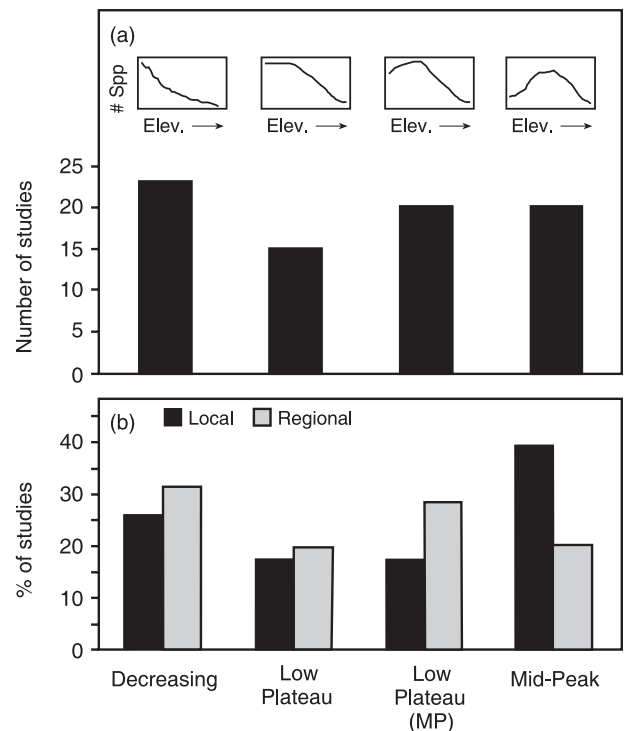 (a)
# Spp
Elev. → Elev. → Elev. → Elev. →
Number of studies
25
20
15
10
5
0
(b)
Local Regional
% of studies
40
30
20
10
0
Decreasing
Low
Plateau
Low
Plateau
(MP)
Mid-Peak